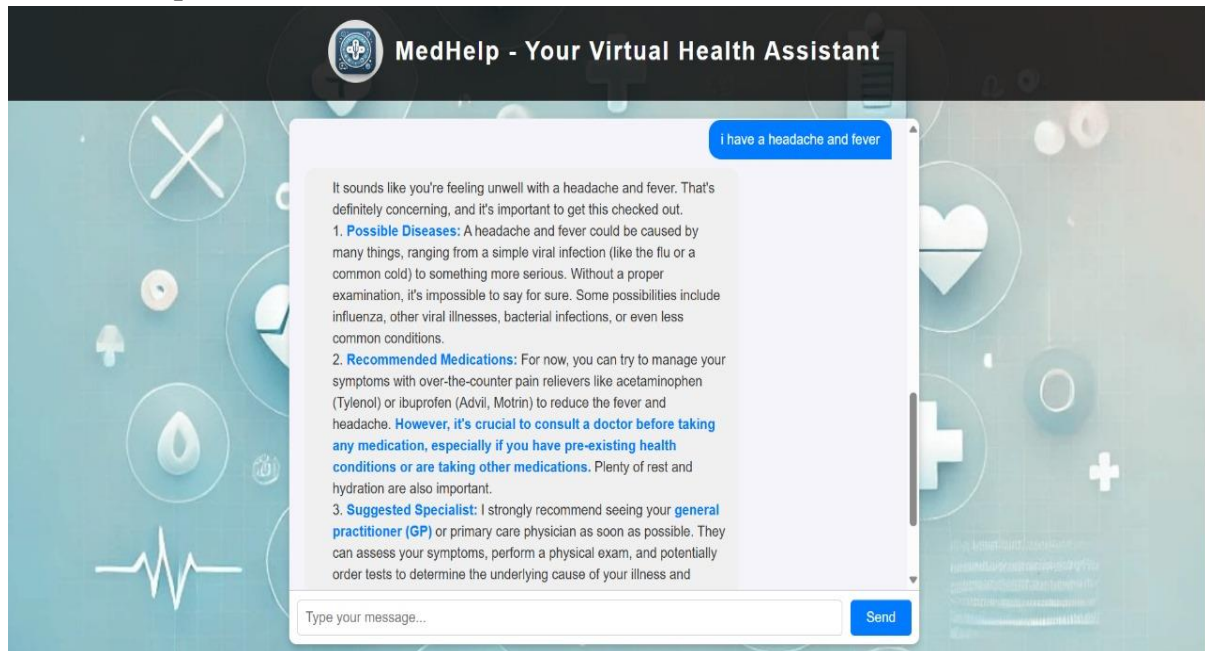 MedHelp - Your Virtual Health Assistant
i have a headache and fever
It sounds like you're feeling unwell with a headache and fever. That's
definitely concerning, and it's important to get this checked out.
1. Possible Diseases: A headache and fever could be caused by
many things, ranging from a simple viral infection (like the flu or a
common cold) to something more serious. Without a proper
examination, it's impossible to say for sure. Some possibilities include
influenza, other viral illnesses, bacterial infections, or even less
common conditions.
2. Recommended Medications: For now, you can try to manage your
symptoms with over-the-counter pain relievers like acetaminophen
(Tylenol) or ibuprofen (Advil, Motrin) to reduce the fever and
headache. However, it's crucial to consult a doctor before taking
any medication, especially if you have pre-existing health
conditions or are taking other medications. Plenty of rest and
hydration are also important.
3. Suggested Specialist: I strongly recommend seeing your general
practitioner (GP) or primary care physician as soon as possible. They
can assess your symptoms, perform a physical exam, and potentially
order tests to determine the underlying cause of your illness and
Type your message...
Send